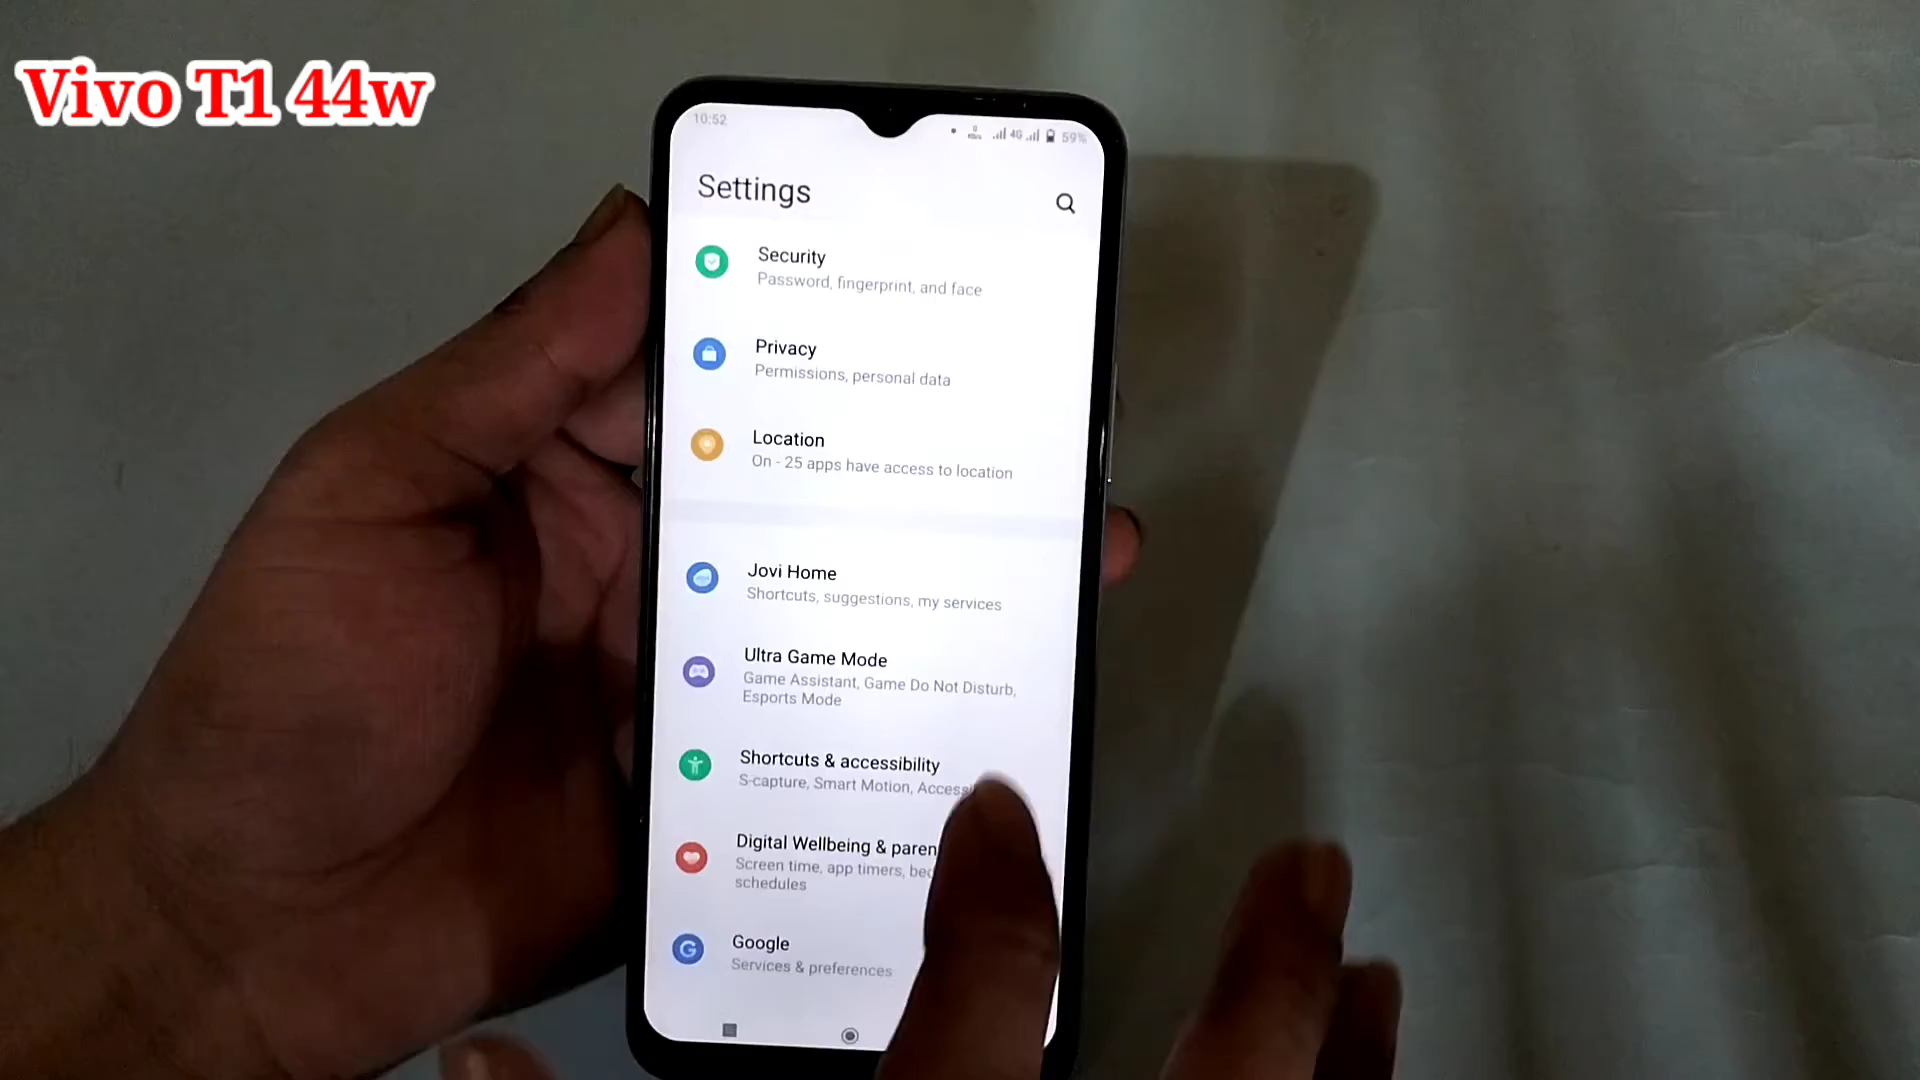 Vivo T1 44w
10:52
4G 59%
Settings
Security
Password, fingerprint, and face
Privacy
Permissions, personal data
Location
On - 25 apps have access to location
Jovi Home
Shortcuts, suggestions, my services
Ultra Game Mode
Game Assistant, Game Do Not Disturb,
Esports Mode
Shortcuts & accessibility
S-capture, Smart Motion,
Digital Wellbeing &
Screen time, app timers,
schedules
G
Google
Services & preferences